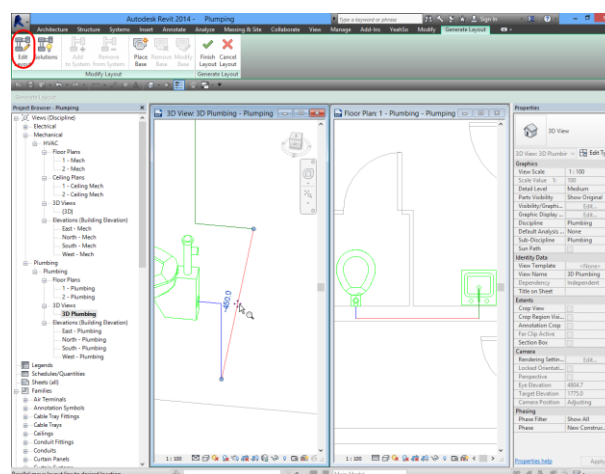 Autodesk Revit 2014 - Plumping
Type a keyword or phrase
Sign In
Architecture Structure Systems Insert Annotate Analyze Massing & Site Collaborate View Manage Add-Ins Modify Generate Layout
Edit Layout Solutions Add to System Remove from System Place Base Remove Base Modify Base Finish Layout Cancel Layout
Modify Layout Generate Layout
Generate Layout
Project Browser - Plumping
Views (Discipline)
Electrical
Mechanical
HVAC
Floor Plans
1 - Mech
2 - Mech
Ceiling Plans
1 - Ceiling Mech
2 - Ceiling Mech
3D Views
{3D}
Elevations (Building Elevation)
East - Mech
North - Mech
South - Mech
West - Mech
Plumbing
Plumbing
Floor Plans
1 - Plumbing
2 - Plumbing
3D Views
3D Plumbing
Elevations (Building Elevation)
East - Plumbing
North - Plumbing
South - Plumbing
West - Plumbing
Legends
Schedules/Quantities
Sheets (all)
Families
Air Terminals
Annotation Symbols
Cable Tray Fittings
Cable Trays
Ceilings
Conduit Fittings
Conduits
Curtain Panels
3D View: 3D Plumbing - Plumping
-450.0
1 : 100
Floor Plan: 1 - Plumbing - Plumping
1 : 100
Properties
3D View
3D View: 3D Plumbir Edit Ty
Graphics
View Scale 1 : 100
Scale Value 1: 100
Detail Level Medium
Parts Visibility Show Original
Visibility/Graphi... Edit...
Graphic Display ... Edit...
Discipline Plumbing
Default Analysis ... None
Sub-Discipline Plumbing
Sun Path
Identity Data
View Template <None>
View Name 3D Plumbing
Dependency Independent
Title on Sheet
Extents
Crop View
Crop Region Vie...
Annotation Crop
Far Clip Active
Section Box
Camera
Rendering Settin... Edit...
Locked Orientati...
Perspective
Eye Elevation 4904.7
Target Elevation 1775.0
Camera Position Adjusting
Phasing
Phase Filter Show All
Phase New Construc...
Properties help Apply